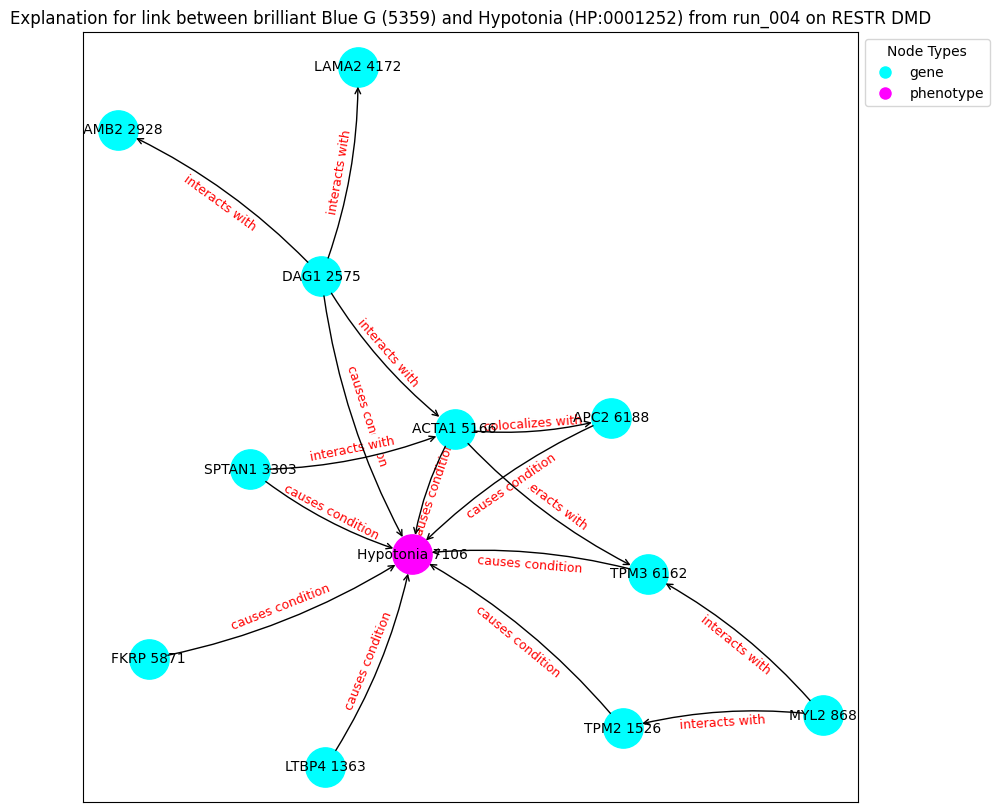 Explanation for link between brilliant Blue G (5359) and Hypotonia (HP:0001252) from run_004 on RESTR DMD
Node Types
gene
phenotype
LAMA2 4172
AMB2 2928
interacts with
interacts with
DAG1 2575
interacts with
causes con
n
APC2 6188
colocalizes with
ACTA1 5166
interacts with
SPTAN1 3303
causes condition
causes condition
causes condition
eracts with
Hypotonia 7106
causes condition
TPM3 6162
causes condition
causes condition
interacts with
FKRP 5871
causes condition
MYL2 868
interacts with
TPM2 1526
LTBP4 1363